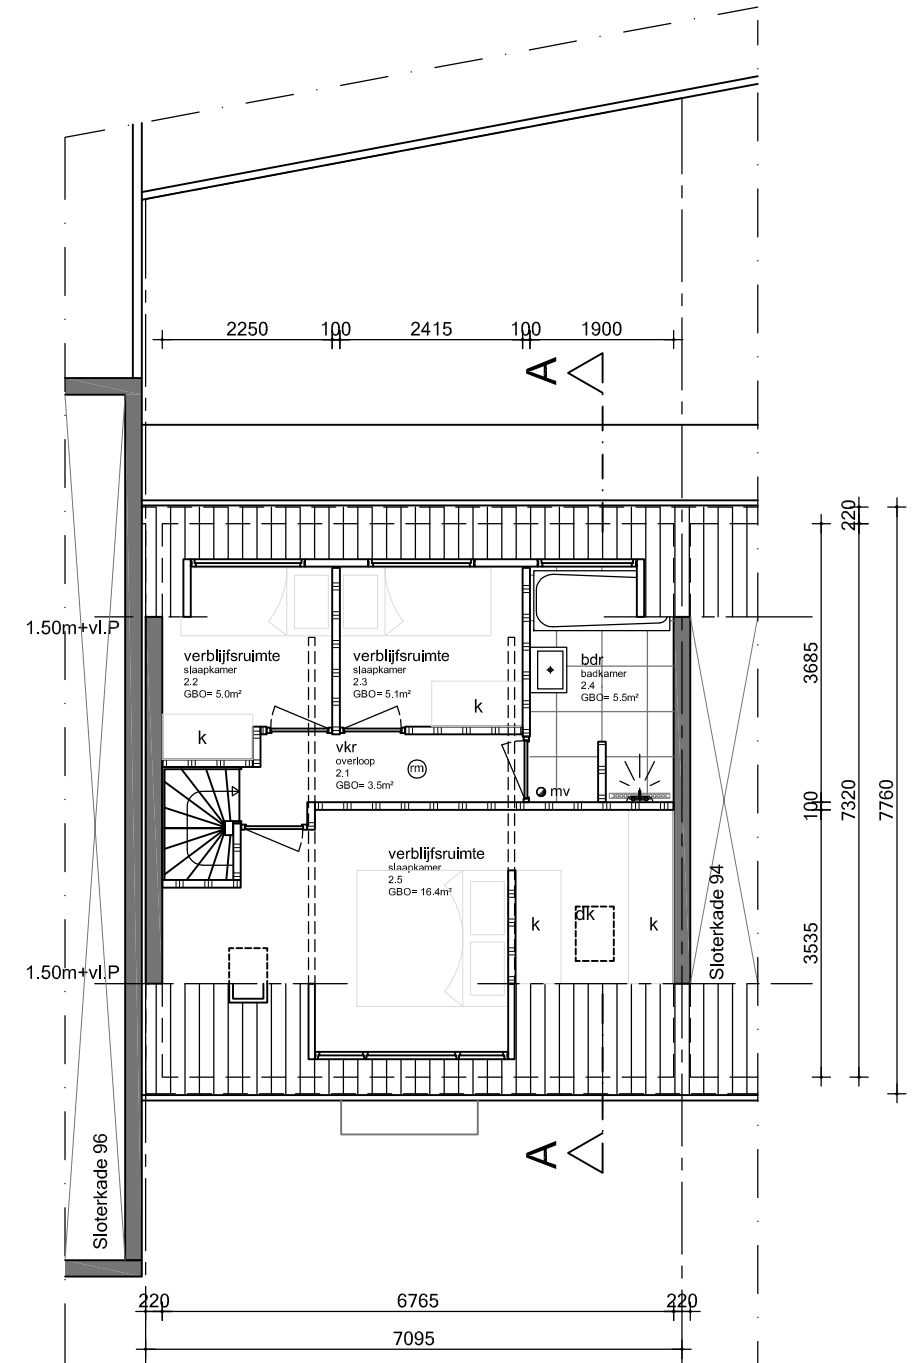 2250
100
2415
100
1900
A
220
1.50m+vl.P
verblijfsruimte
slaapkamer
2.2
GBO= 5.0m²
verblijfsruimte
slaapkamer
2.3
GBO= 5.1m²
bdr
badkamer
2.4
GBO= 5.5m²
3685
k
k
vkr
overloop
2.1
GBO= 3.5m²
rm
mv
100
7320
7760
verblijfsruimte
slaapkamer
2.5
GBO= 16.4m²
k
dk
k
Sloterkade 94
3535
1.50m+vl.P
Sloterkade 96
A
220
6765
220
7095